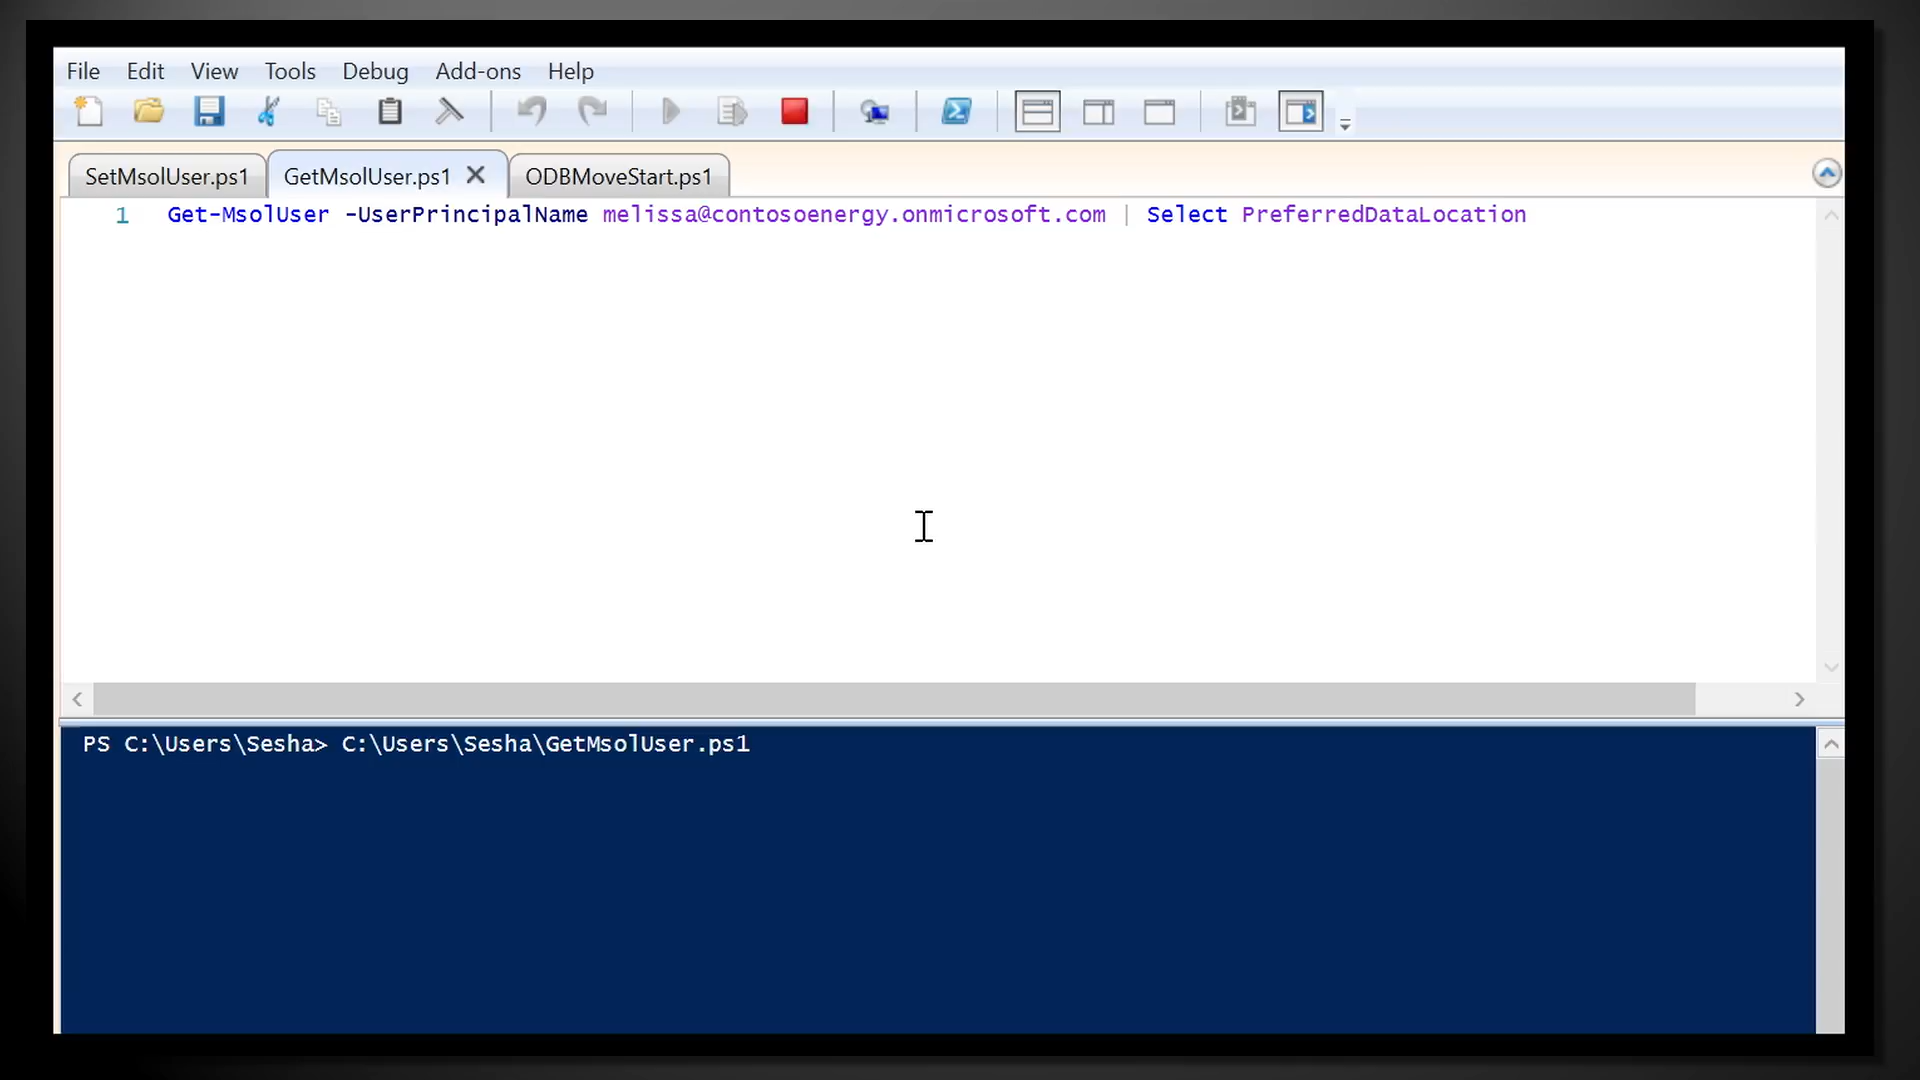 File Edit View Tools Debug Add-ons Help
SetMsolUser.ps1 GetMsolUser.ps1 ODBMoveStart.ps1
1 Get-MsolUser -UserPrincipalName melissa@contosoenergy.onmicrosoft.com | Select PreferredDataLocation
PS C:\Users\Sesha> C:\Users\Sesha\GetMsolUser.ps1